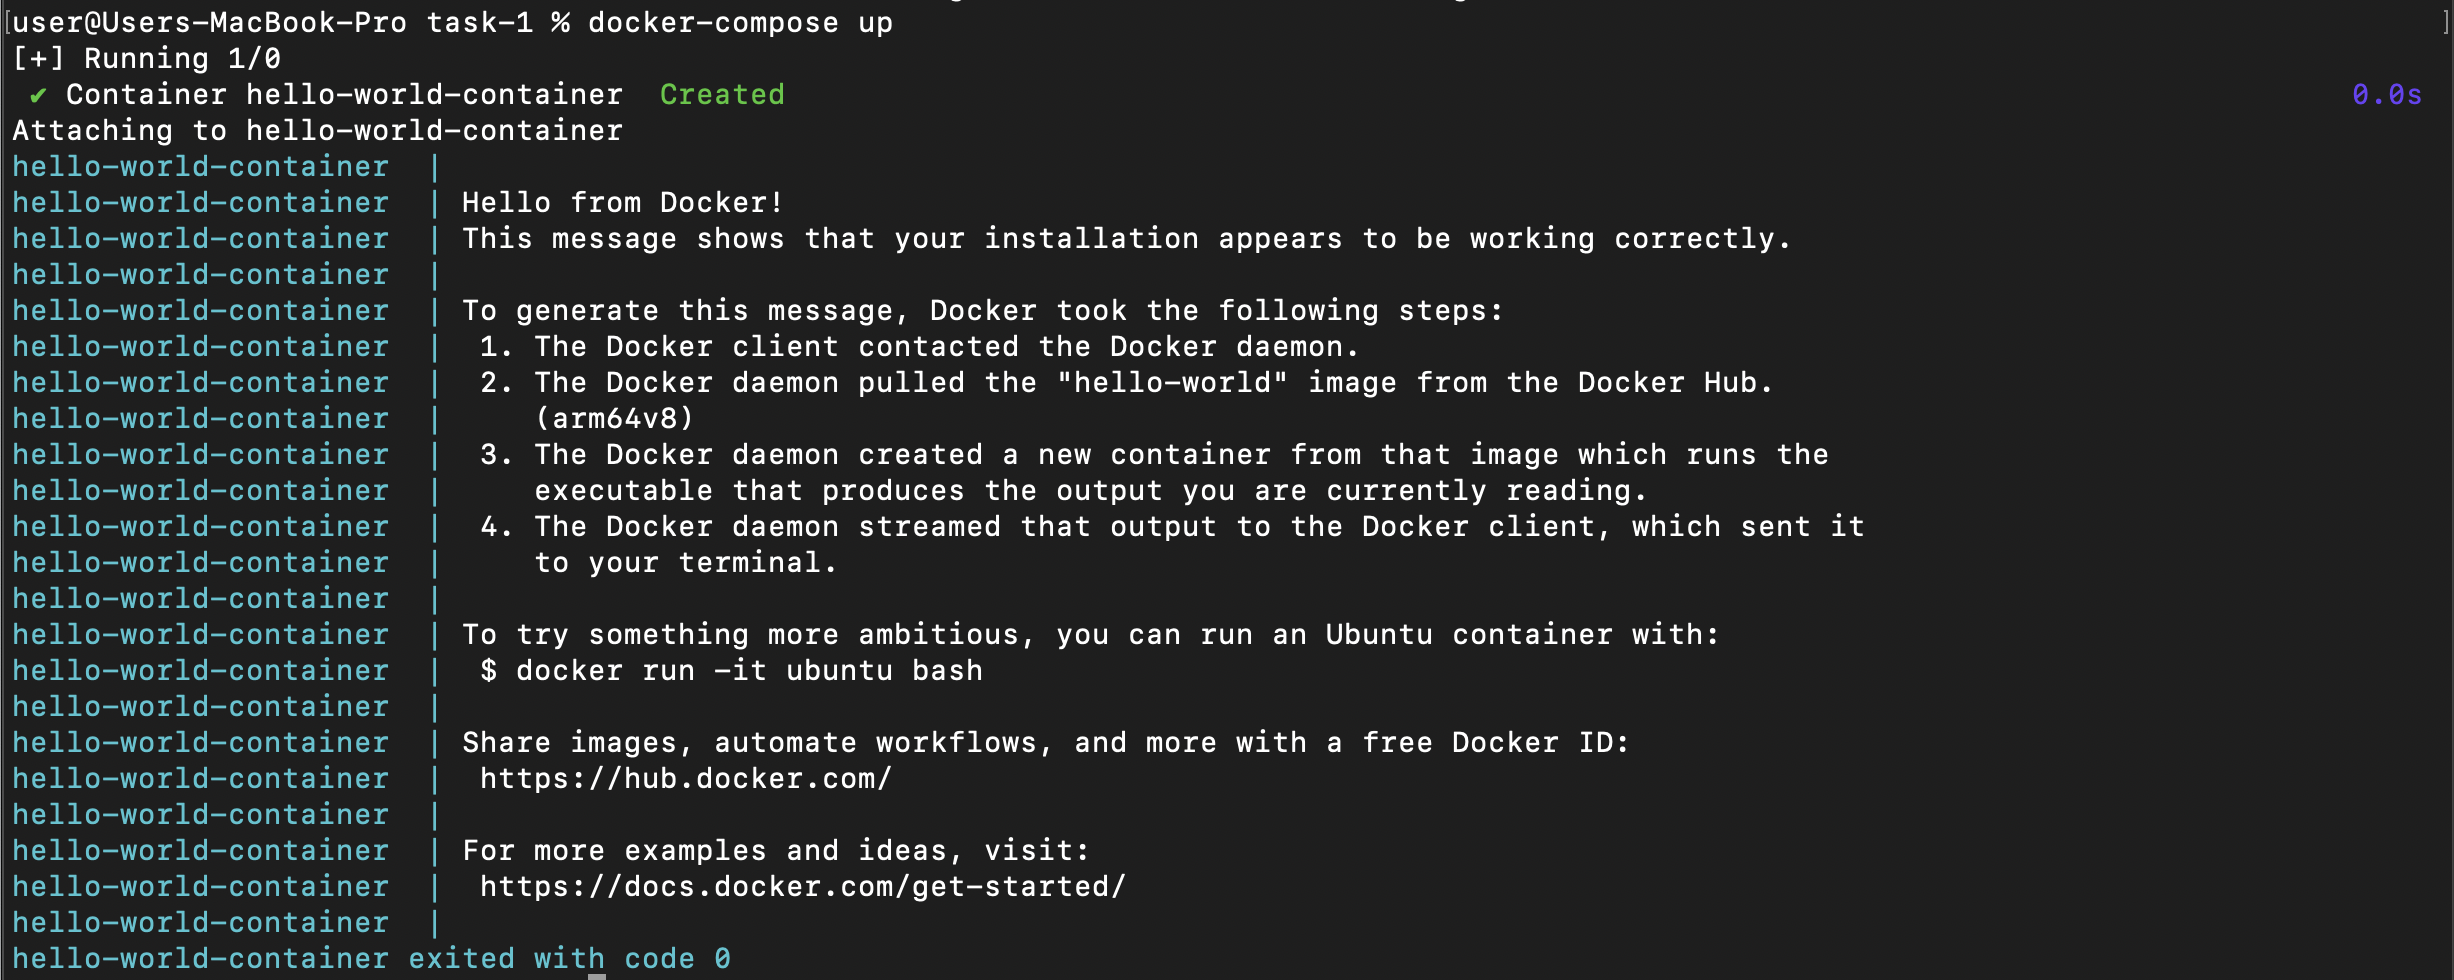 [user@Users-MacBook-Pro task-1 % docker-compose up ]
[+] Running 1/0
✔ Container hello-world-container  Created 0.0s
Attaching to hello-world-container
hello-world-container  |
hello-world-container  | Hello from Docker!
hello-world-container  | This message shows that your installation appears to be working correctly.
hello-world-container  |
hello-world-container  | To generate this message, Docker took the following steps:
hello-world-container  |  1. The Docker client contacted the Docker daemon.
hello-world-container  |  2. The Docker daemon pulled the "hello-world" image from the Docker Hub.
hello-world-container  |     (arm64v8)
hello-world-container  |  3. The Docker daemon created a new container from that image which runs the
hello-world-container  |     executable that produces the output you are currently reading.
hello-world-container  |  4. The Docker daemon streamed that output to the Docker client, which sent it
hello-world-container  |     to your terminal.
hello-world-container  |
hello-world-container  | To try something more ambitious, you can run an Ubuntu container with:
hello-world-container  |  $ docker run -it ubuntu bash
hello-world-container  |
hello-world-container  | Share images, automate workflows, and more with a free Docker ID:
hello-world-container  |  https://hub.docker.com/
hello-world-container  |
hello-world-container  | For more examples and ideas, visit:
hello-world-container  |  https://docs.docker.com/get-started/
hello-world-container  |
hello-world-container exited with code 0